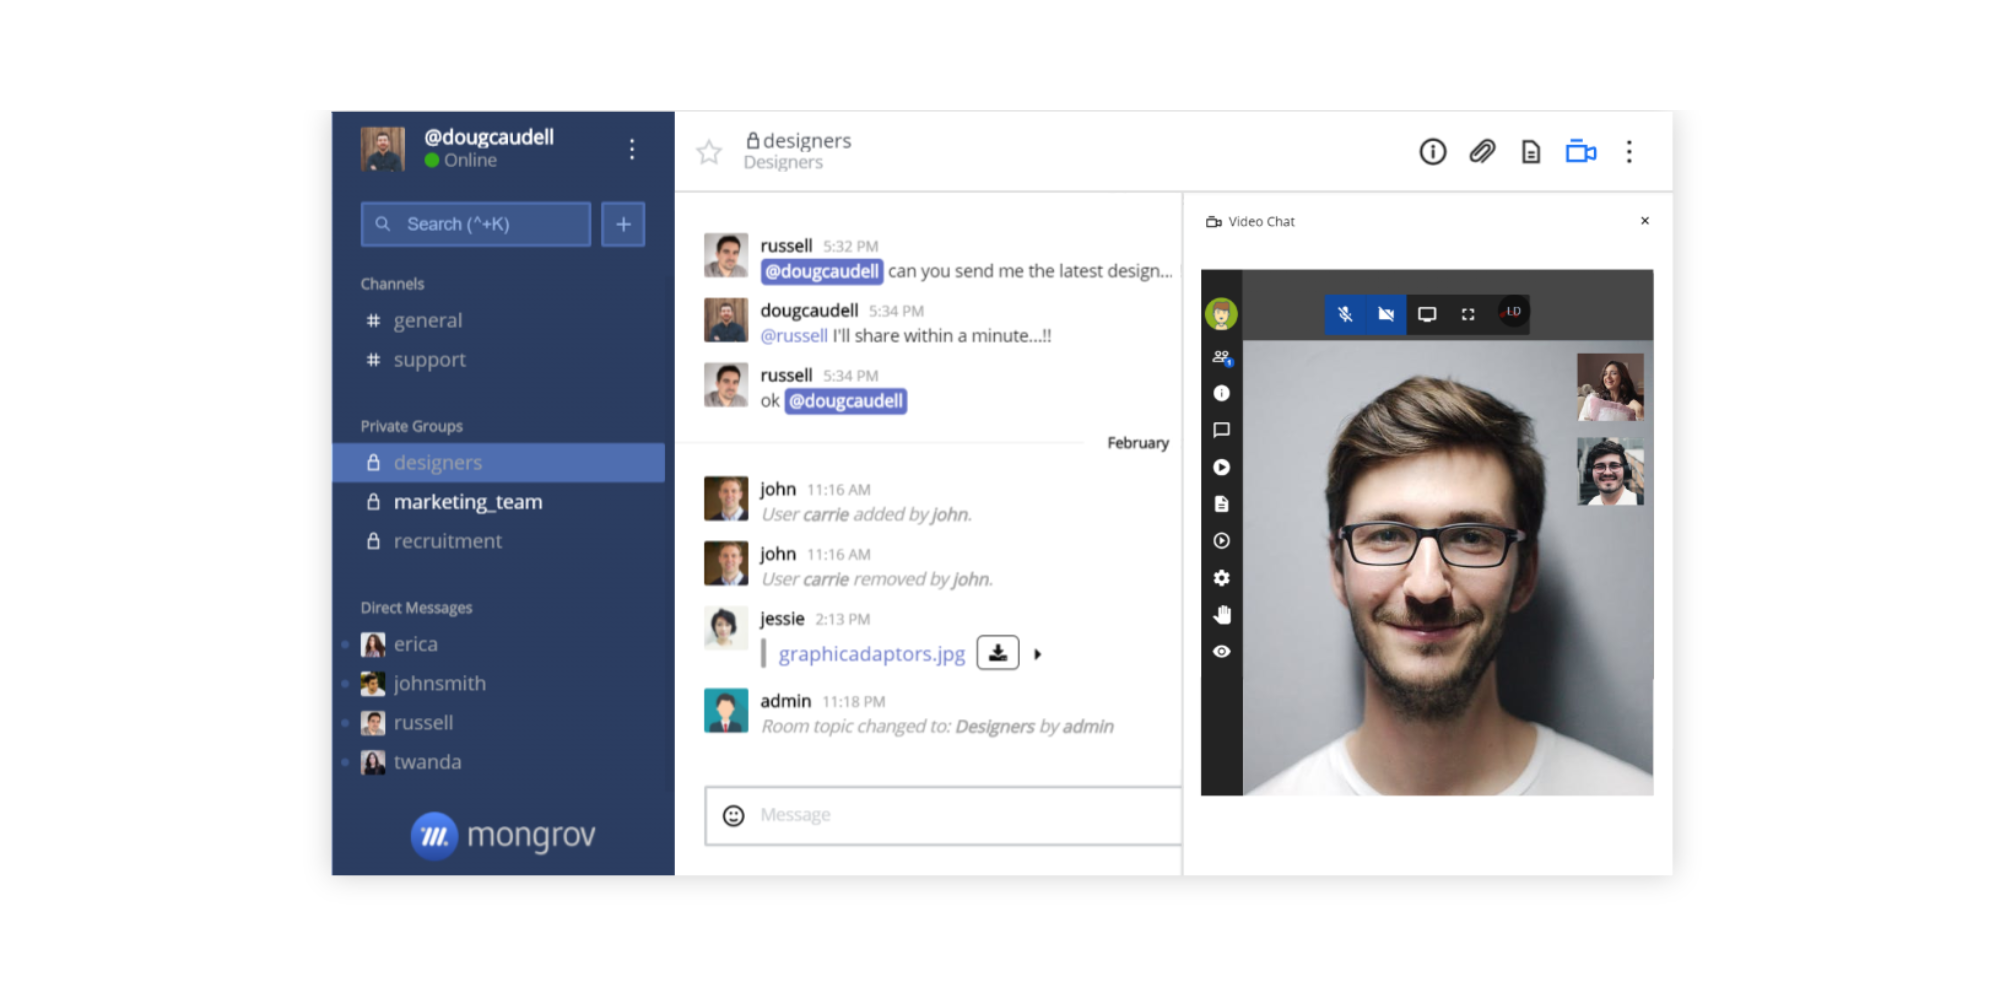 @dougcaudell
Online
Search (^+K)
+
Channels
# general
# support
Private Groups
designers
marketing_team
recruitment
Direct Messages
erica
johnsmith
russell
twanda
mongrov
designers
Designers
russell 5:32 PM
@dougcaudell can you send me the latest design...
dougcaudell 5:34 PM
@russell I'll share within a minute...!!
russell 5:34 PM
ok @dougcaudell
February
john 11:16 AM
User carrie added by john.
john 11:16 AM
User carrie removed by john.
jessie 2:13 PM
graphicadaptors.jpg
admin 11:18 PM
Room topic changed to: Designers by admin
Message
Video Chat
LD